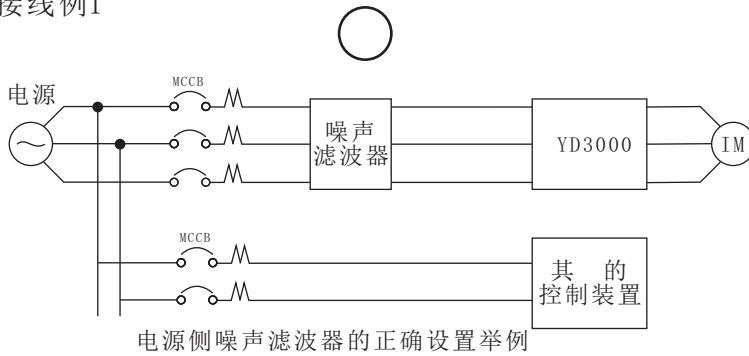 接线例1
电源
MCCB
噪声
滤波器
YD3000
IM
MCCB
其 的
控制装置
电源侧噪声滤波器的正确设置举例